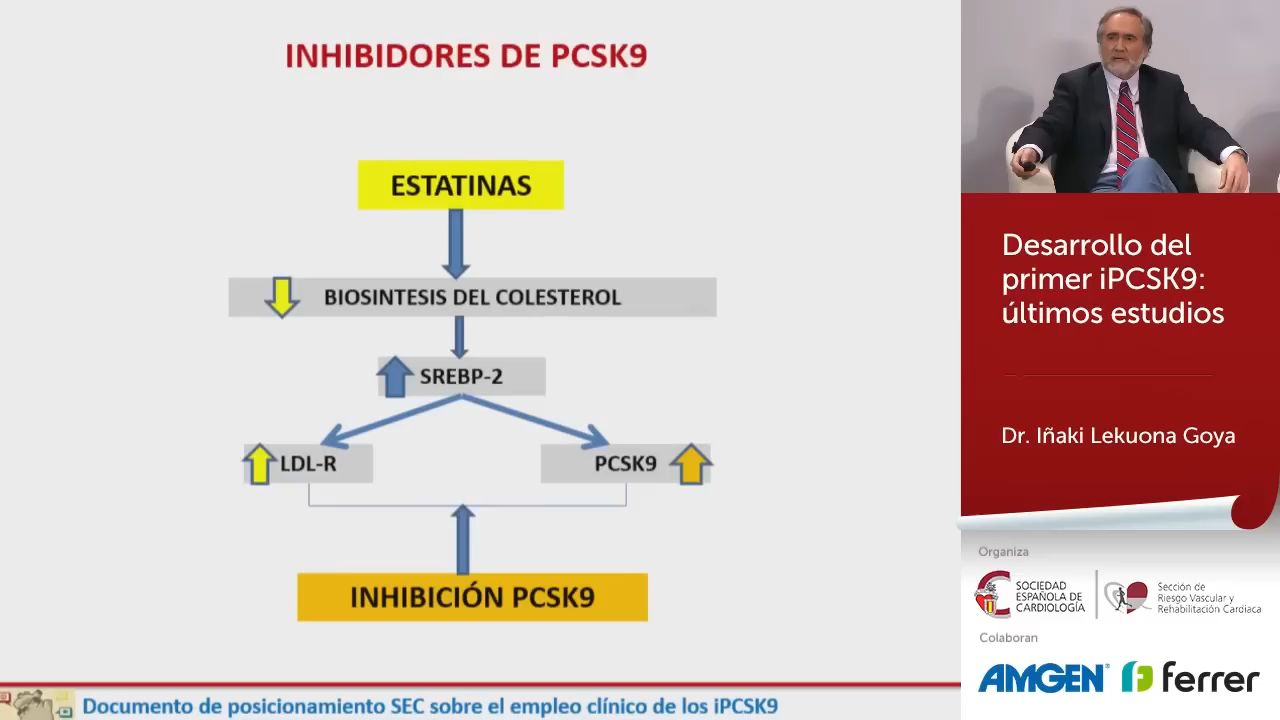 INHIBIDORES DE PCSK9
ESTATINAS
BIOSINTESIS DEL COLESTEROL
SREBP-2
LDL-R
PCSK9
INHIBICIÓN PCSK9
Documento de posicionamiento SEC sobre el empleo clínico de los iPCSK9
Desarrollo del
primer iPCSK9:
últimos estudios
Dr. Iñaki Lekuona Goya
Organiza
SOCIEDAD
ESPAÑOLA DE
CARDIOLOGÍA
Sección de
Riesgo Vascular y
Rehabilitación Cardiaca
Colaboran
AMGEN®
ferrer